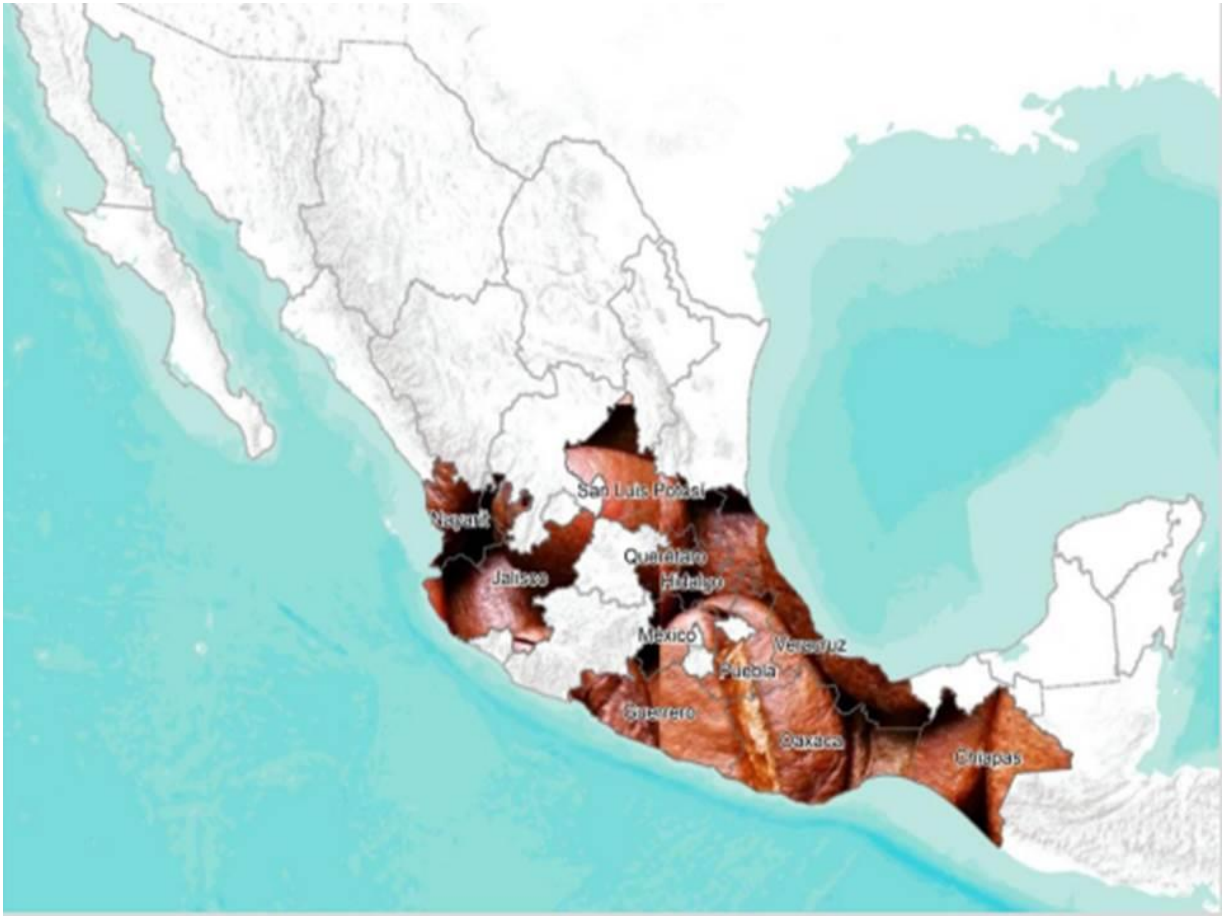 San Luis Potosí
Nayarit
Querétaro
Jalisco
Hidalgo
México
Veracruz
Puebla
Guerrero
Oaxaca
Chiapas